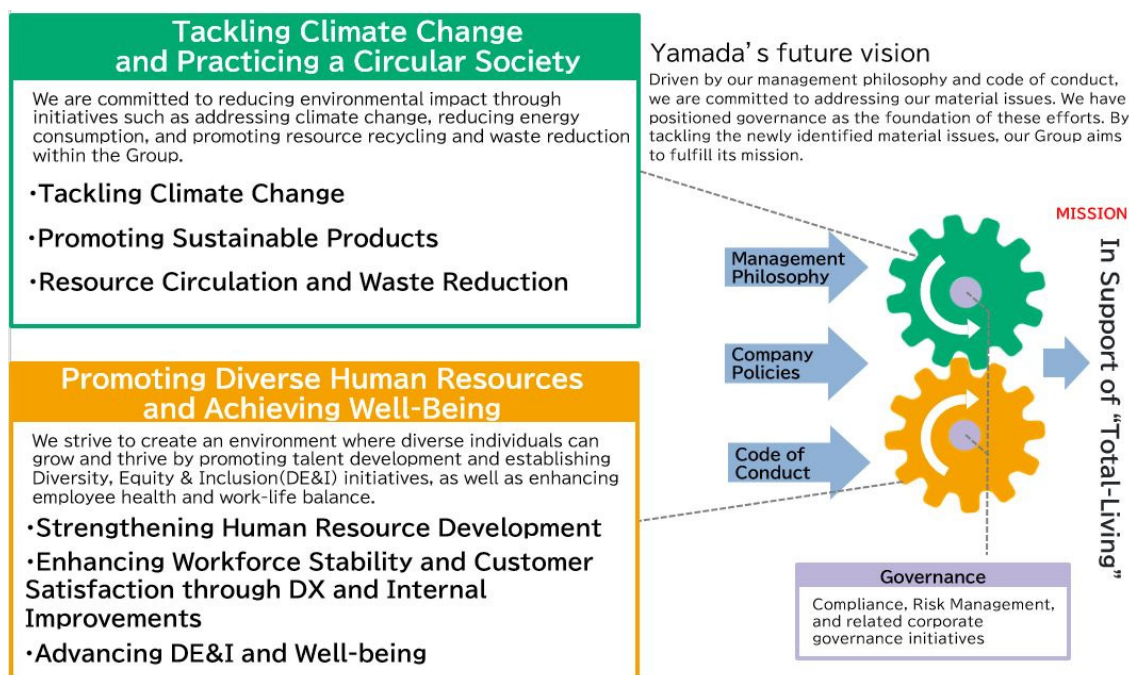 Tackling Climate Change
and Practicing a Circular Society
We are committed to reducing environmental impact through
initiatives such as addressing climate change, reducing energy
consumption, and promoting resource recycling and waste reduction
within the Group.
・Tackling Climate Change
・Promoting Sustainable Products
・Resource Circulation and Waste Reduction
Promoting Diverse Human Resources
and Achieving Well-Being
We strive to create an environment where diverse individuals can
grow and thrive by promoting talent development and establishing
Diversity, Equity & Inclusion(DE&I) initiatives, as well as enhancing
employee health and work-life balance.
・Strengthening Human Resource Development
・Enhancing Workforce Stability and Customer
Satisfaction through DX and Internal
Improvements
・Advancing DE&I and Well-being
Yamada’s future vision
Driven by our management philosophy and code of conduct,
we are committed to addressing our material issues. We have
positioned governance as the foundation of these efforts. By
tackling the newly identified material issues, our Group aims
to fulfill its mission.
Management
Philosophy
Company
Policies
Code of
Conduct
MISSION
In Support of “Total-Living”
Governance
Compliance, Risk Management,
and related corporate
governance initiatives